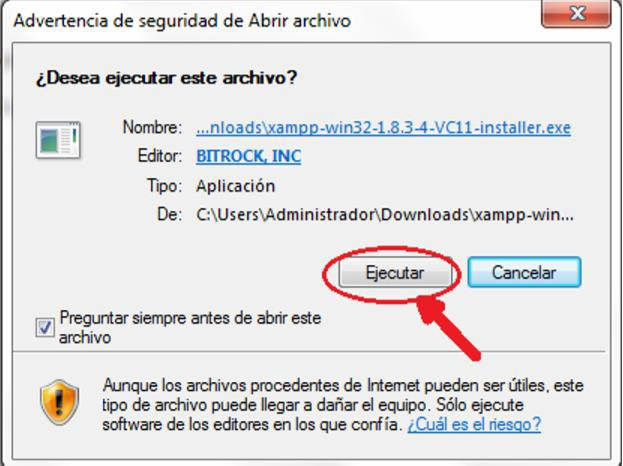 Advertencia de seguridad de Abrir archivo
¿Desea ejecutar este archivo?
Nombre: ...nloads\xampp-win32-1.8.3-4-VC11-installer.exe
Editor: BITROCK, INC
Tipo: Aplicación
De: C:\Users\Administrador\Downloads\xampp-win...
Ejecutar Cancelar
Preguntar siempre antes de abrir este
archivo
Aunque los archivos procedentes de Internet pueden ser útiles, este
tipo de archivo puede llegar a dañar el equipo. Sólo ejecute
software de los editores en los que confía. ¿Cuál es el riesgo?